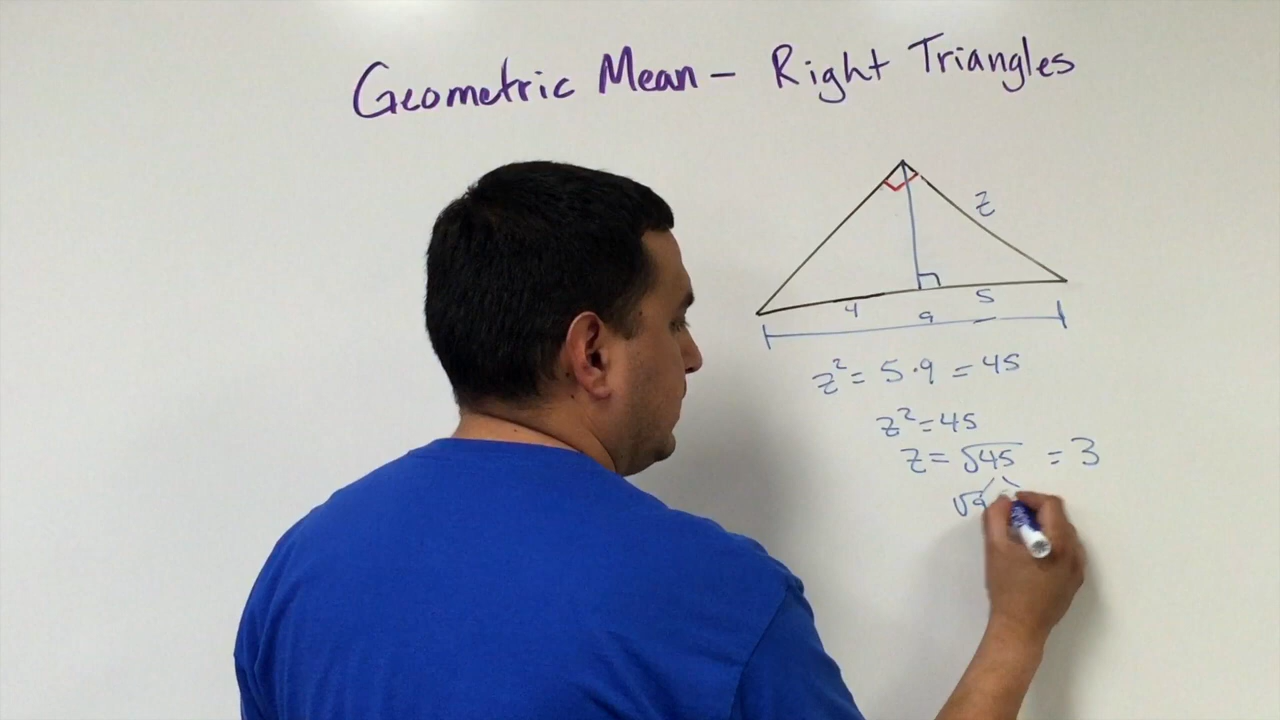 Geometric Mean – Right Triangles
z
4 9 5
z² = 5·9 = 45
z² = 45
z = √45 = 3
√9